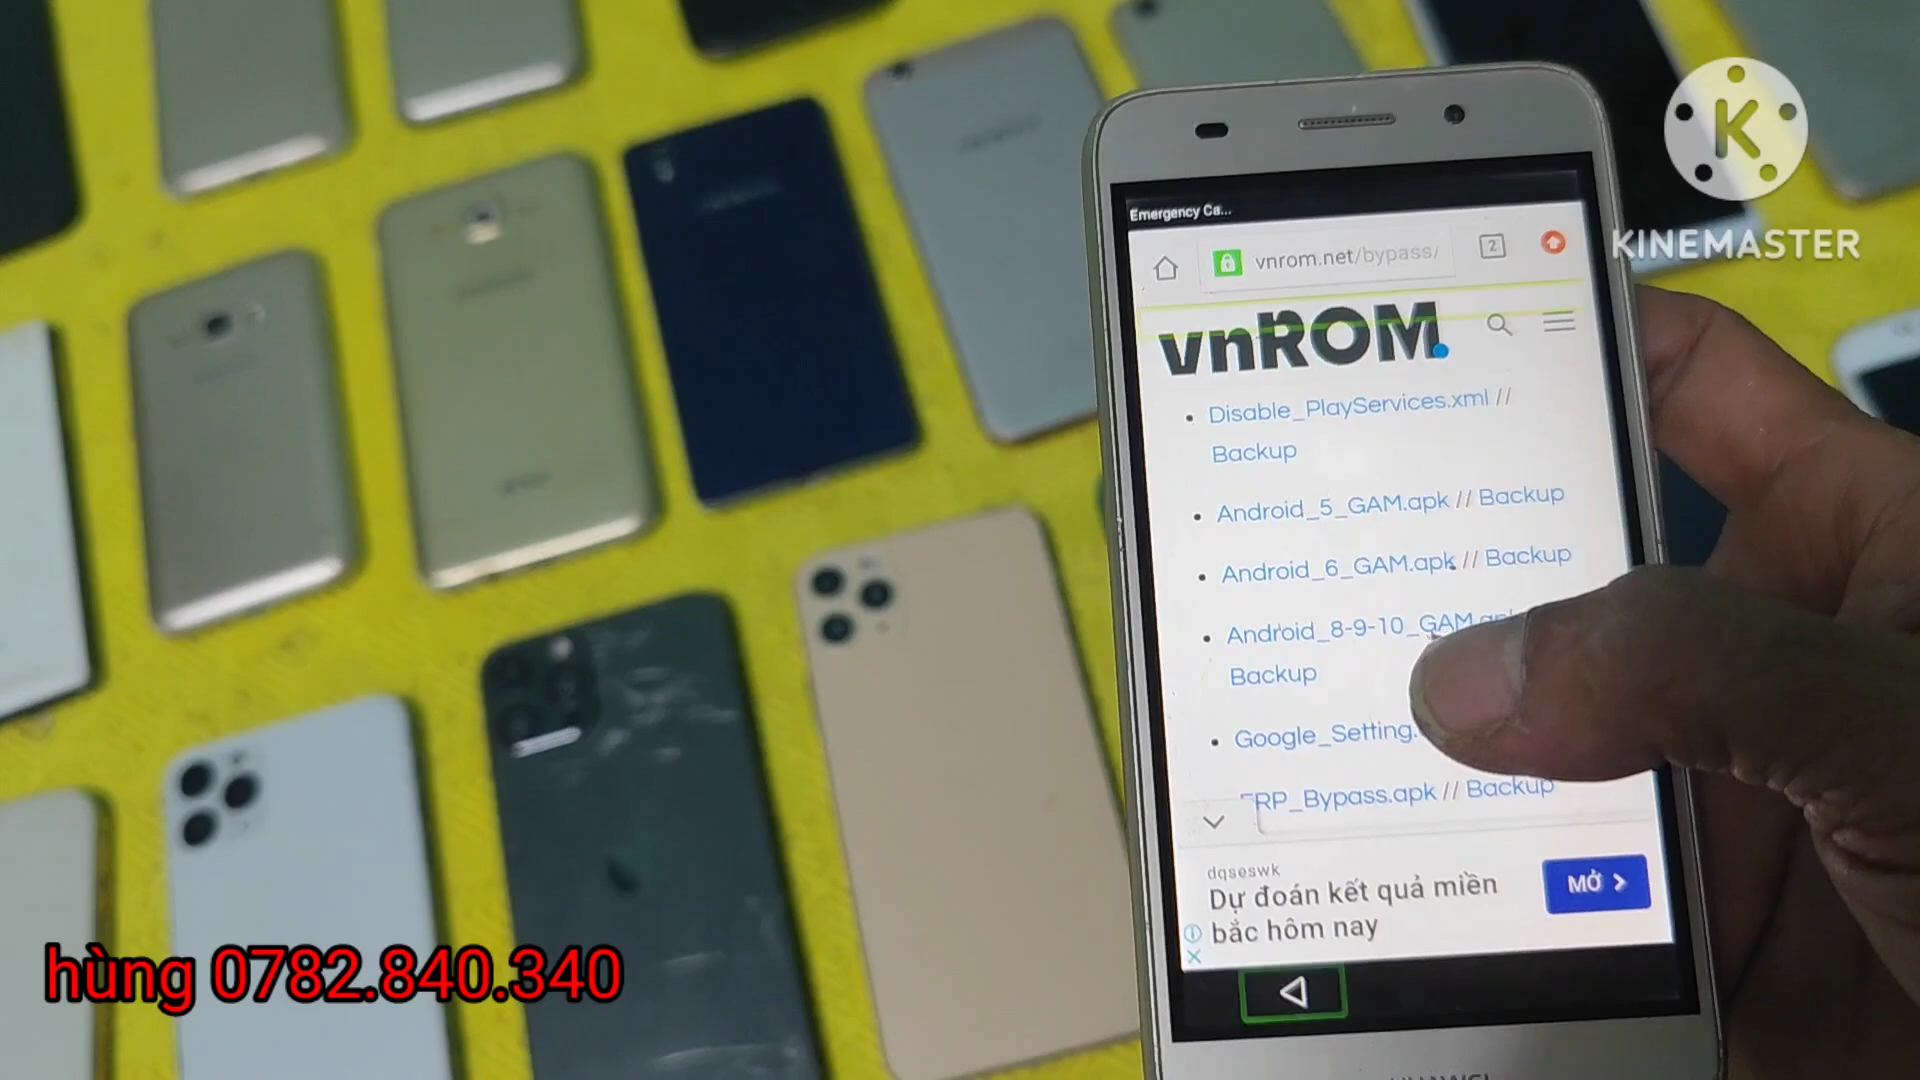 K
KINEMASTER
Emergency Ca...
vnrom.net/bypass/
2
vnROM.
Disable_PlayServices.xml //
Backup
Android_5_GAM.apk // Backup
Android_6_GAM.apk // Backup
Android_8-9-10_GAM.apk
Backup
Google_Setting.
FRP_Bypass.apk // Backup
dqseswk
Dự đoán kết quả miền
bắc hôm nay
MỞ
hùng 0782.840.340